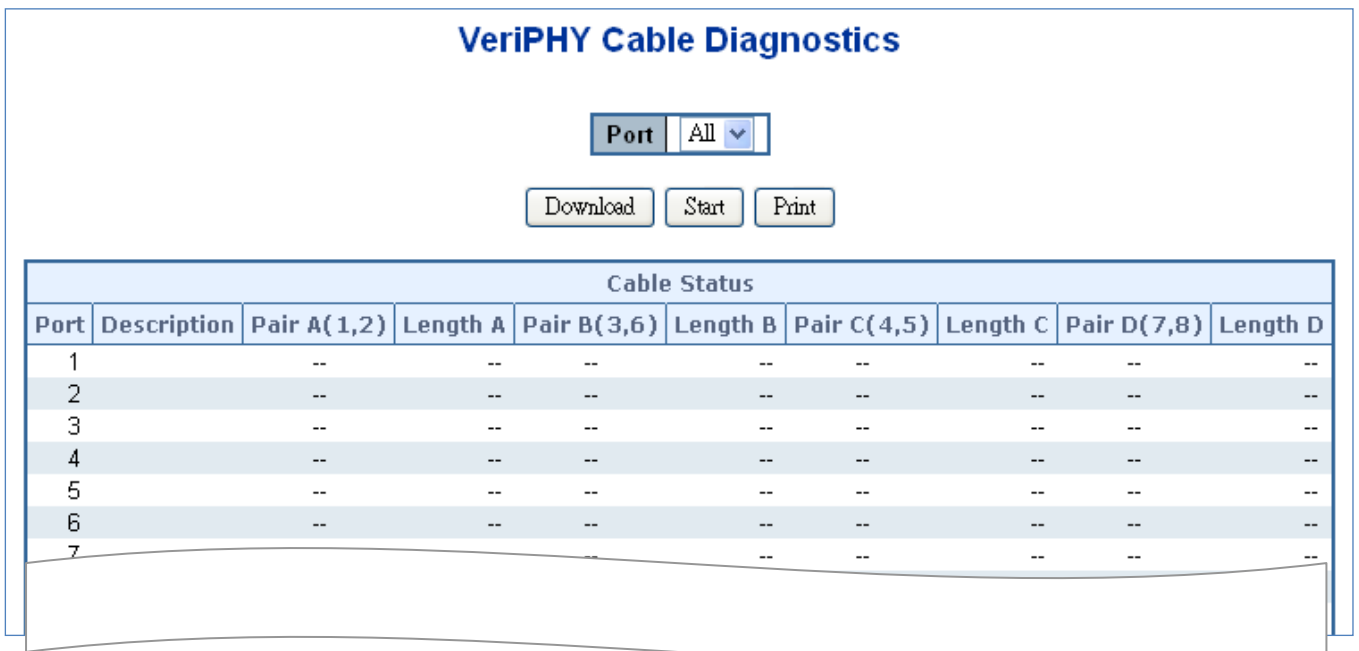 VeriPHY Cable Diagnostics
Port All
Download Start Print
Cable Status
Port Description Pair A(1,2) Length A Pair B(3,6) Length B Pair C(4,5) Length C Pair D(7,8) Length D
1 -- -- -- -- -- -- -- --
2 -- -- -- -- -- -- -- --
3 -- -- -- -- -- -- -- --
4 -- -- -- -- -- -- -- --
5 -- -- -- -- -- -- -- --
6 -- -- -- -- -- -- -- --
7 -- -- -- -- -- --